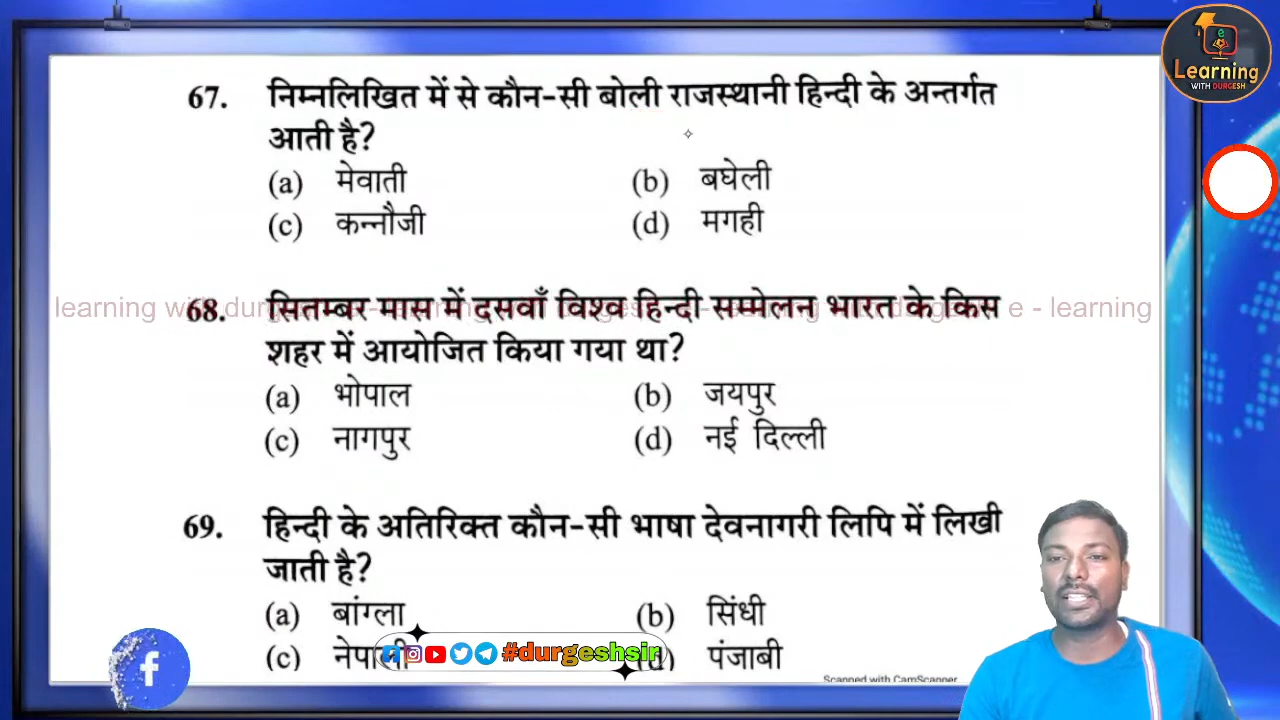 e
Learning
WITH DURGESH
67. निम्नलिखित में से कौन-सी बोली राजस्थानी हिन्दी के अन्तर्गत
आती है?
(a) मेवाती (b) बघेली
(c) कन्नौजी (d) मगही
68. सितम्बर मास में दसवाँ विश्व हिन्दी सम्मेलन भारत के किस
शहर में आयोजित किया गया था?
(a) भोपाल (b) जयपुर
(c) नागपुर (d) नई दिल्ली
69. हिन्दी के अतिरिक्त कौन-सी भाषा देवनागरी लिपि में लिखी
जाती है?
(a) बांग्ला (b) सिंधी
(c) नेपाली (d) पंजाबी
#durgeshsir
Scanned with CamScanner